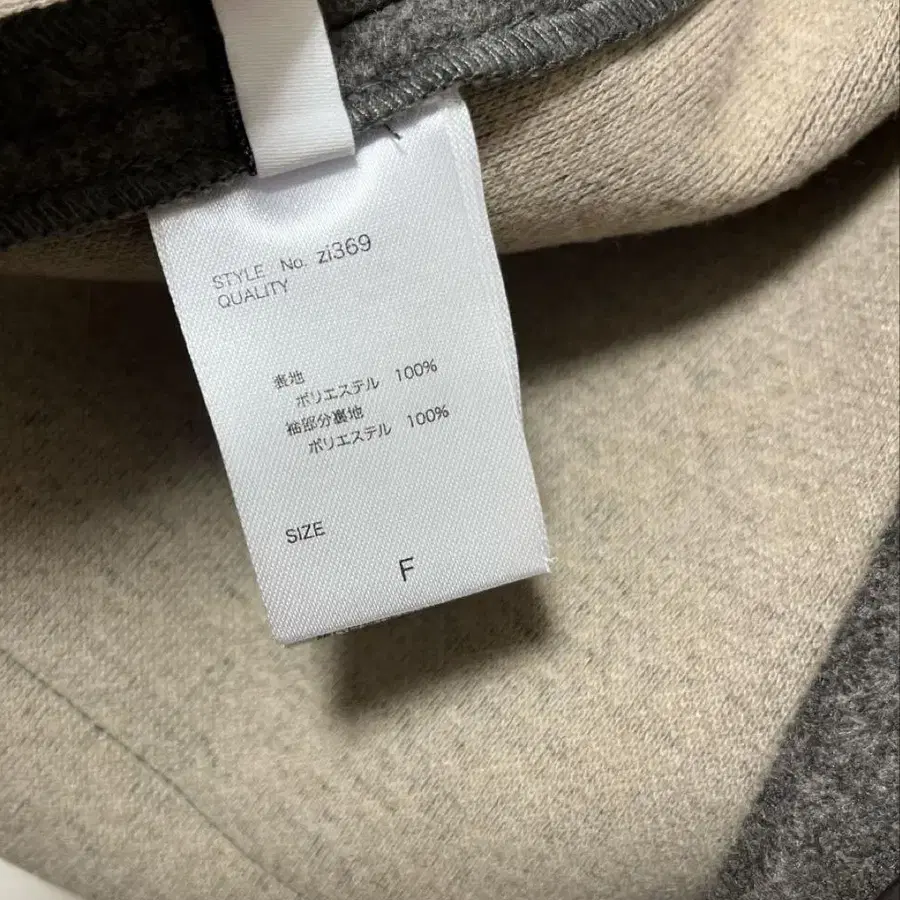 STYLE No. zi369
QUALITY
表地
ポリエステル 100%
袖部分裏地
ポリエステル 100%
SIZE
F